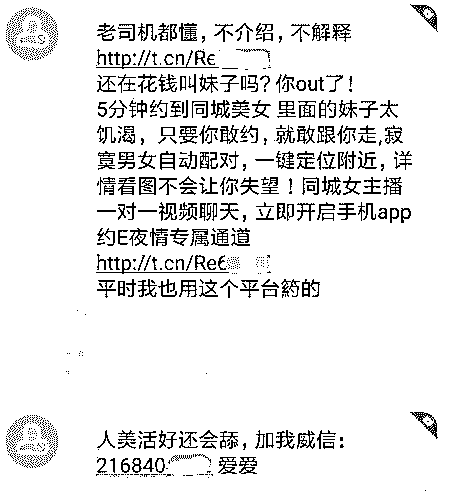 老司机都懂，不介绍，不解释
http://t.cn/Re
还在花钱叫妹子吗？你out了！
5分钟约到同城美女 里面的妹子太
饥渴，只要你敢约，就敢跟你走,寂
寞男女自动配对，一键定位附近，详
情看图不会让你失望！同城女主播
一对一视频聊天，立即开启手机app
约E夜情专属通道
http://t.cn/Re6
平时我也用这个平台箹的
人美活好还会舔，加我威信：
216840 爱爱